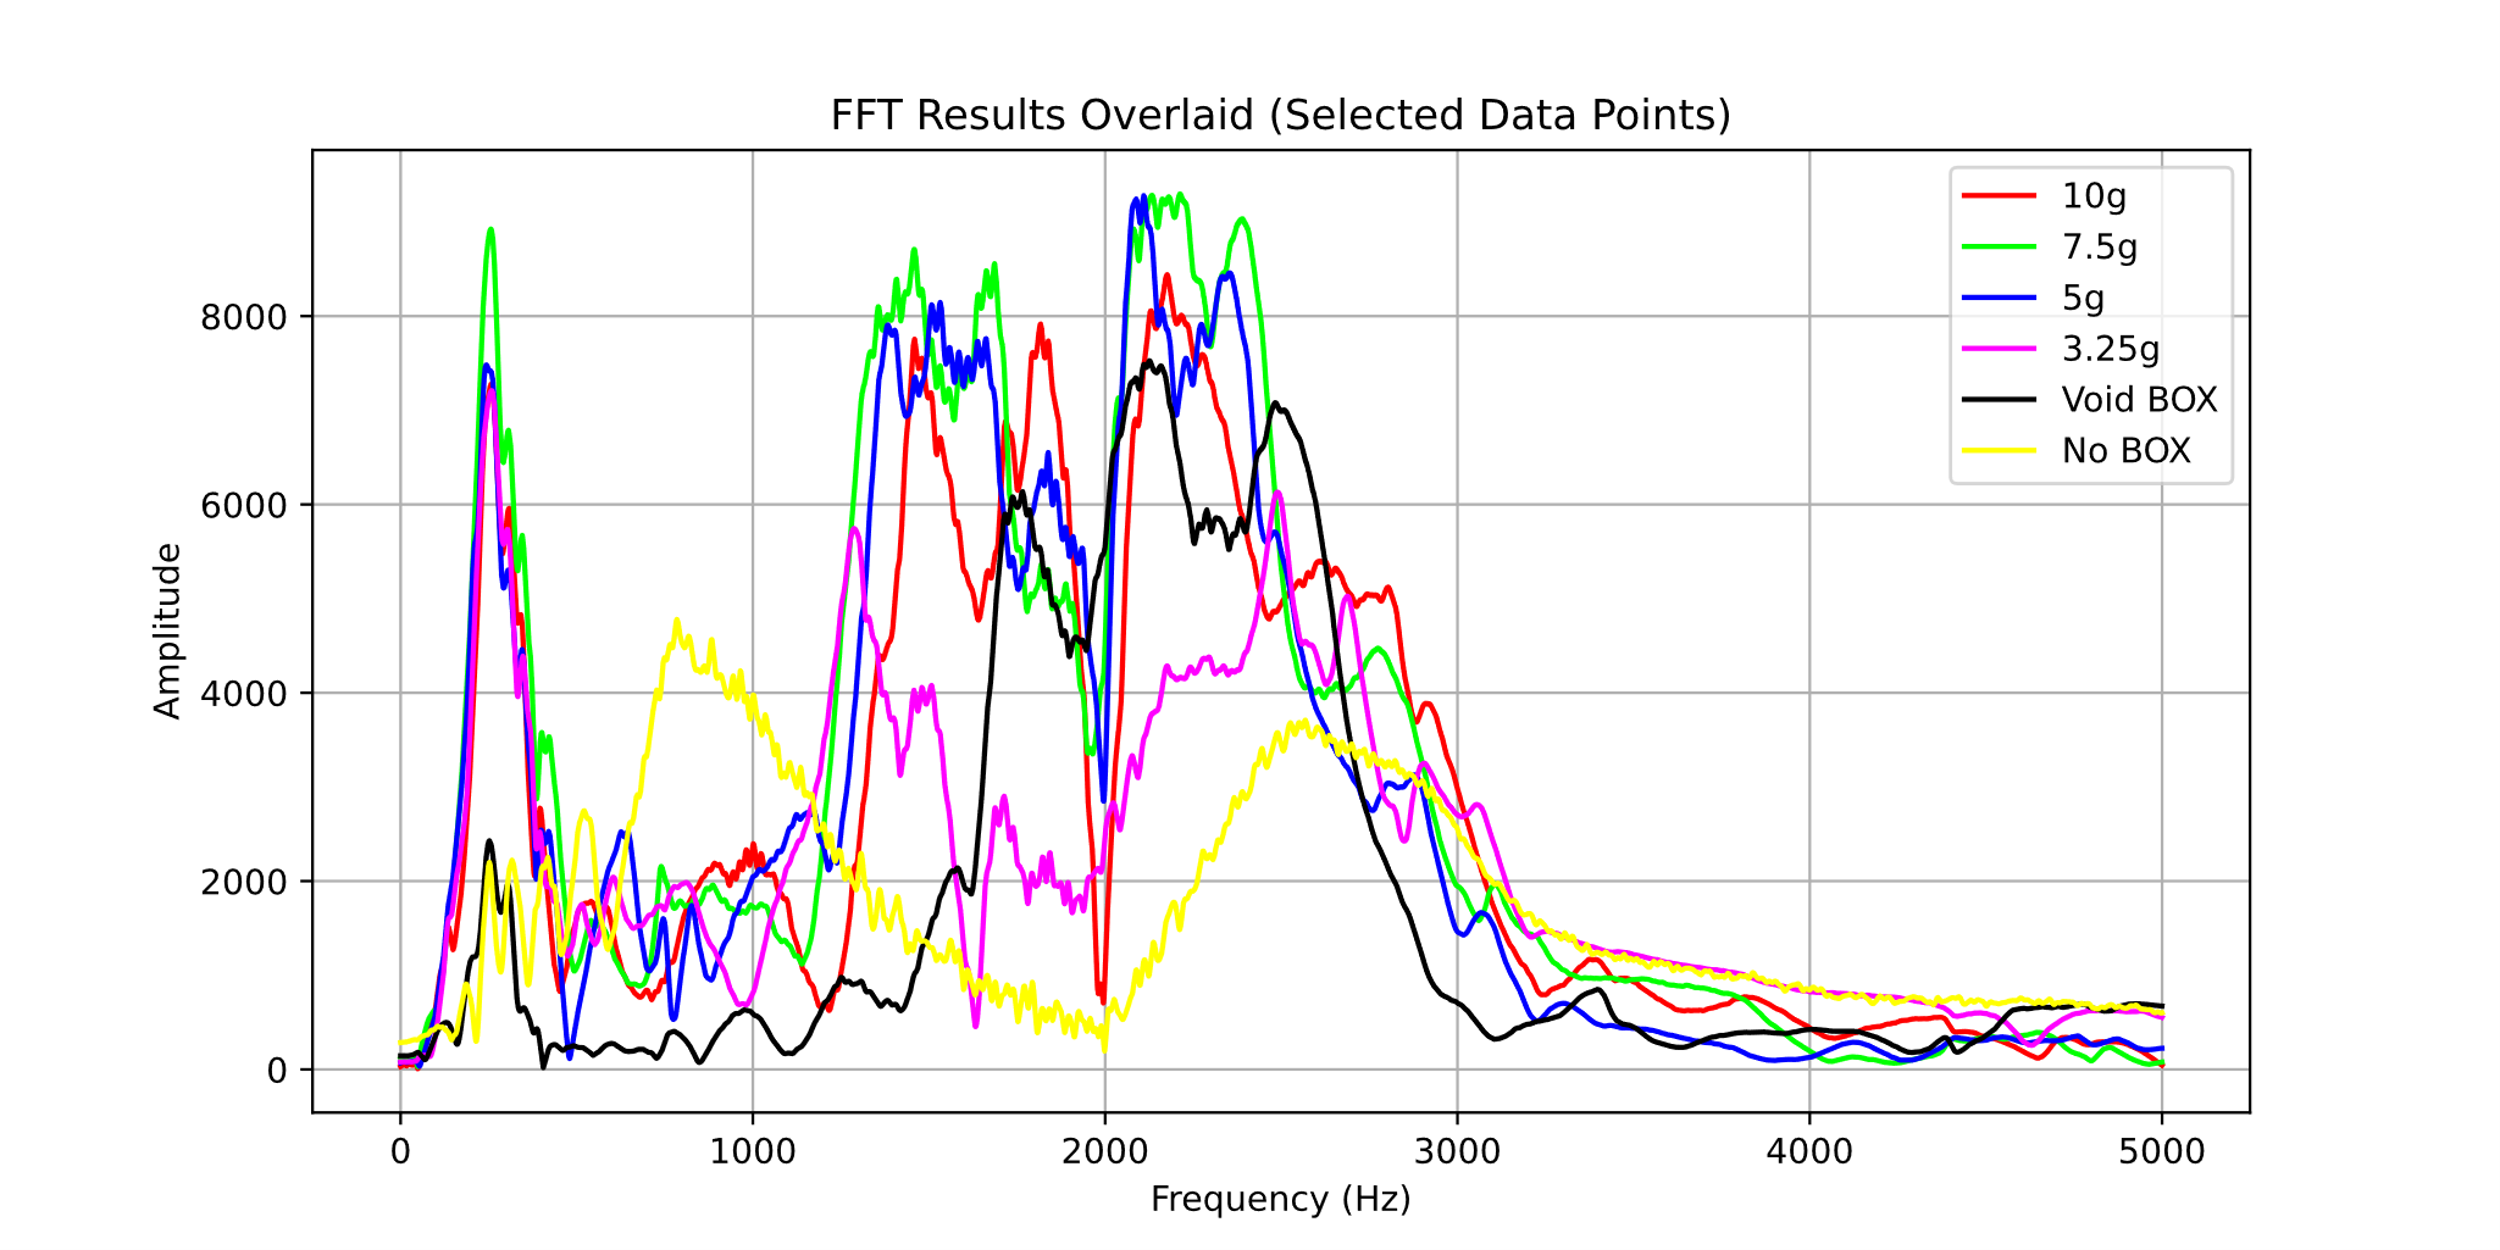 FFT Results Overlaid (Selected Data Points)
10g
7.5g
5g
3.25g
Void BOX
No BOX
8000
6000
4000
2000
0
Amplitude
0 1000 2000 3000 4000 5000
Frequency (Hz)